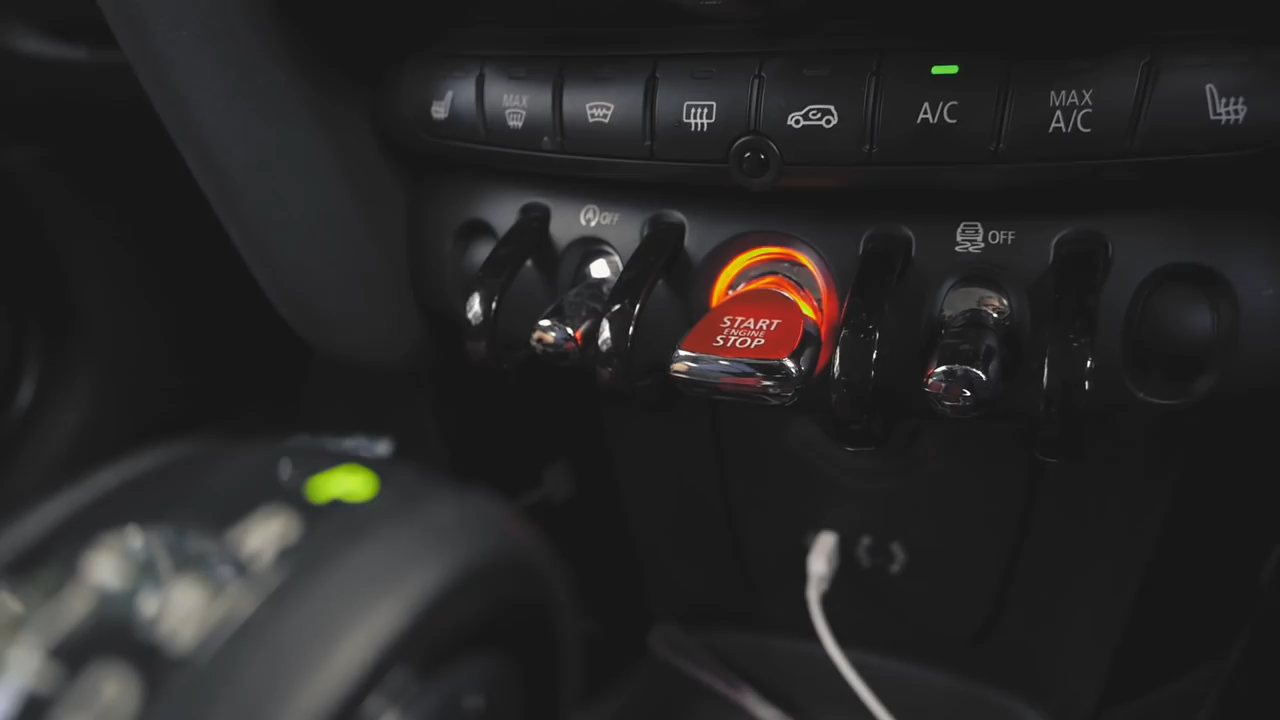 MAX
A/C
MAX
A/C
OFF
OFF
START
ENGINE
STOP